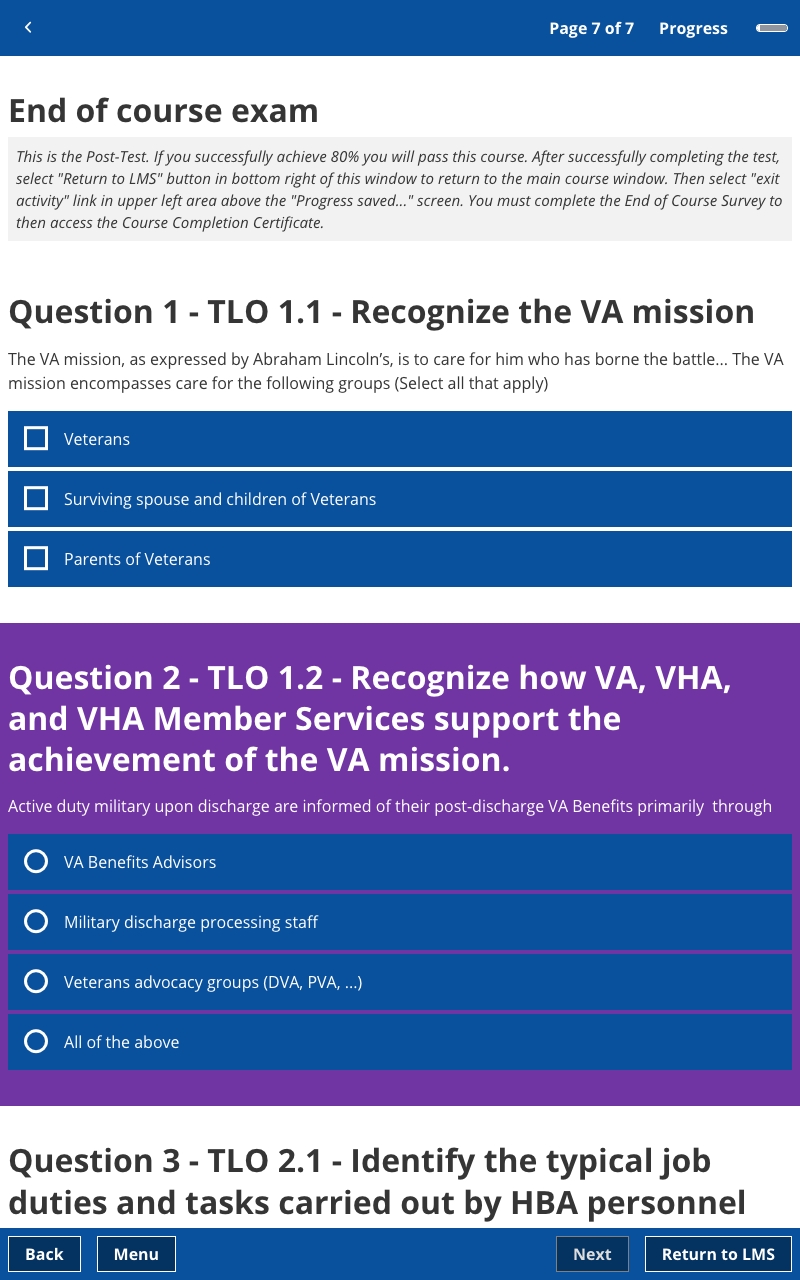 Page 7 of 7 Progress
End of course exam
This is the Post-Test. If you successfully achieve 80% you will pass this course. After successfully completing the test,
select "Return to LMS" button in bottom right of this window to return to the main course window. Then select "exit
activity" link in upper left area above the "Progress saved..." screen. You must complete the End of Course Survey to
then access the Course Completion Certificate.
Question 1 - TLO 1.1 - Recognize the VA mission
The VA mission, as expressed by Abraham Lincoln’s, is to care for him who has borne the battle... The VA
mission encompasses care for the following groups (Select all that apply)
Veterans
Surviving spouse and children of Veterans
Parents of Veterans
Question 2 - TLO 1.2 - Recognize how VA, VHA,
and VHA Member Services support the
achievement of the VA mission.
Active duty military upon discharge are informed of their post-discharge VA Benefits primarily  through
VA Benefits Advisors
Military discharge processing staff
Veterans advocacy groups (DVA, PVA, ...)
All of the above
Question 3 - TLO 2.1 - Identify the typical job
duties and tasks carried out by HBA personnel
Back Menu Next Return to LMS